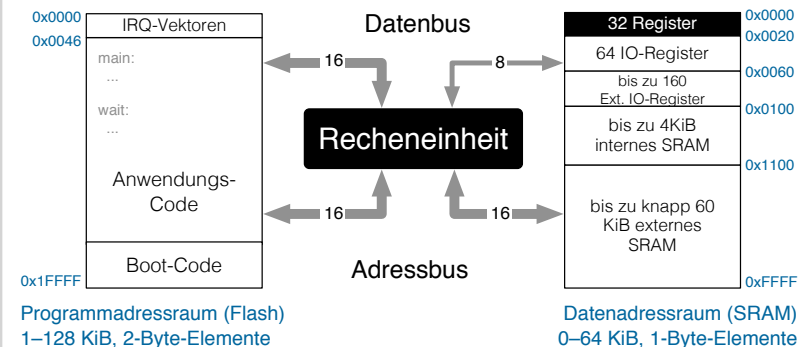 0x0000
0x0046
IRQ-Vektoren
main:
...
wait:
...
Anwendungs-
Code
Boot-Code
0x1FFFF
Programmadressraum (Flash)
1–128 KiB, 2-Byte-Elemente
Datenbus
16
8
Recheneinheit
16
16
Adressbus
32 Register
64 IO-Register
bis zu 160
Ext. IO-Register
bis zu 4KiB
internes SRAM
bis zu knapp 60
KiB externes
SRAM
0x0000
0x0020
0x0060
0x0100
0x1100
0xFFFF
Datenadressraum (SRAM)
0–64 KiB, 1-Byte-Elemente